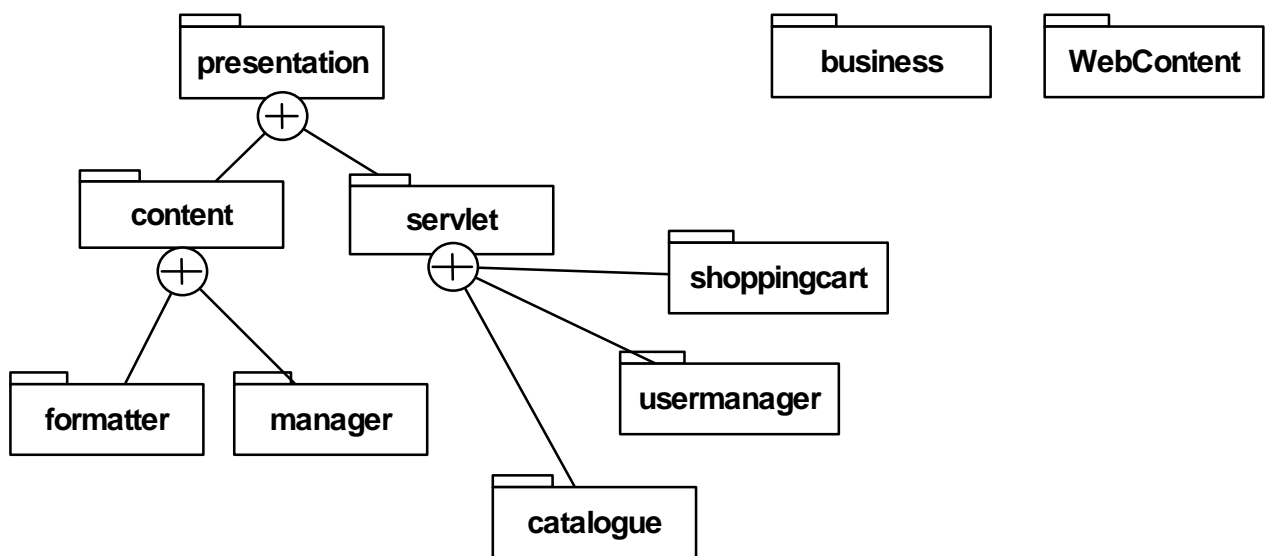 presentation
business
WebContent
content
servlet
shoppingcart
usermanager
formatter
manager
catalogue